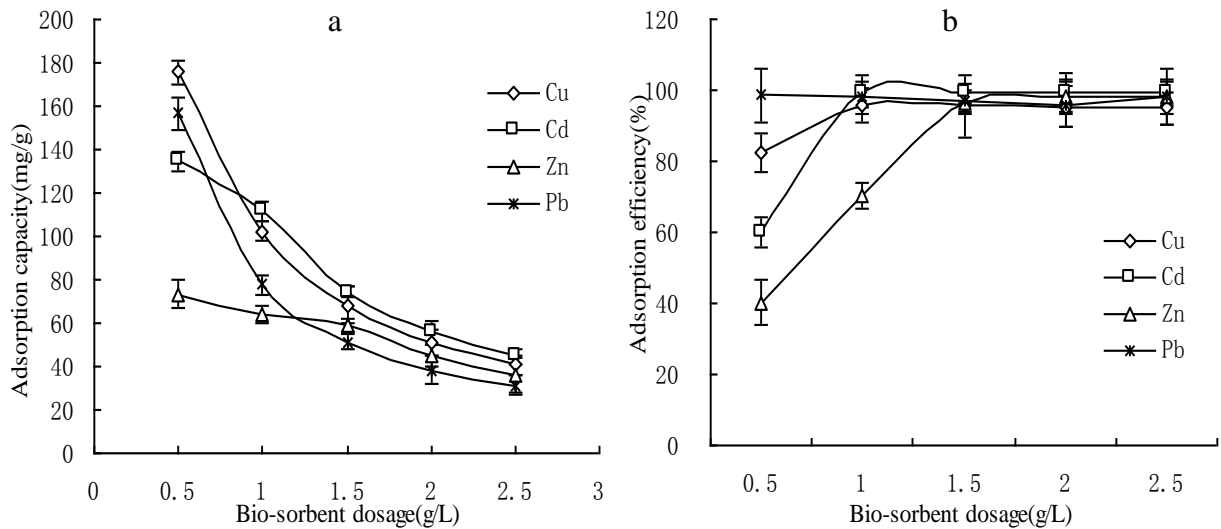 a
Adsorption capacity(mg/g)
200
180
160
140
120
100
80
60
40
20
0
0 0.5 1 1.5 2 2.5 3
Bio-sorbent dosage(g/L)
Cu
Cd
Zn
Pb
b
Adsorption efficiency(%)
120
100
80
60
40
20
0
0.5 1 1.5 2 2.5
Bio-sorbent dosage(g/L)
Cu
Cd
Zn
Pb